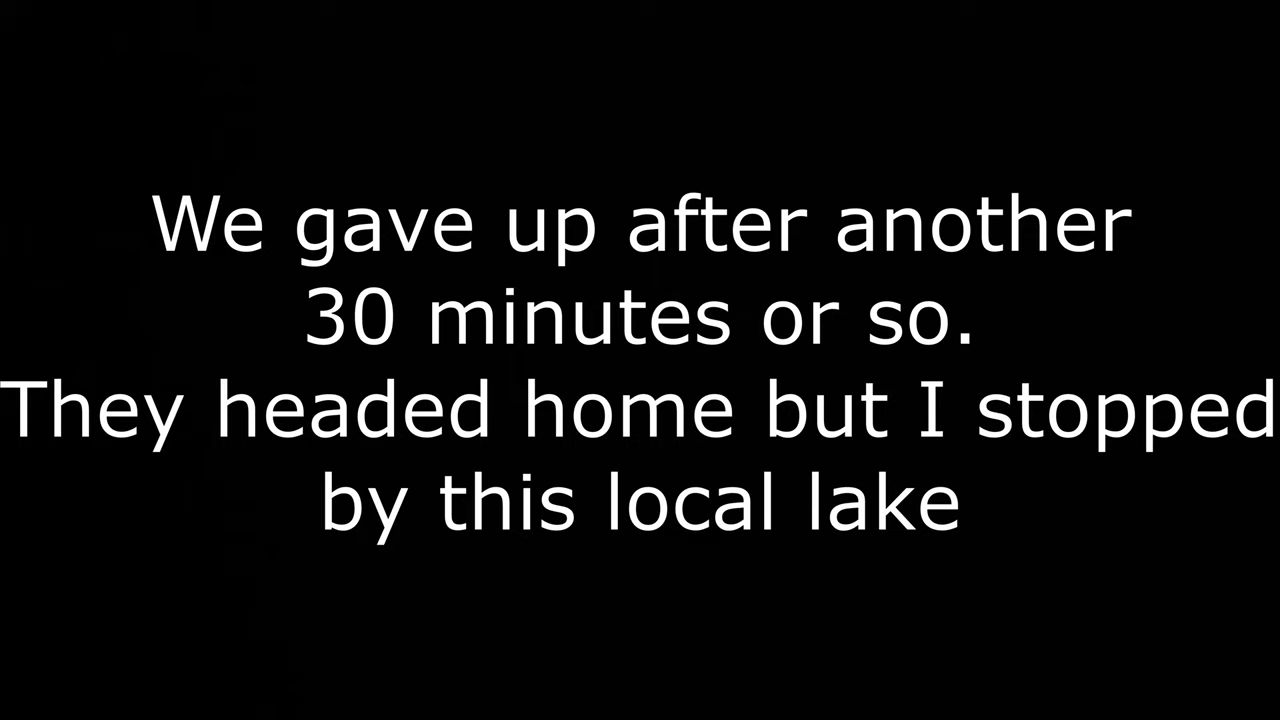 We gave up after another
30 minutes or so.
They headed home but I stopped
by this local lake